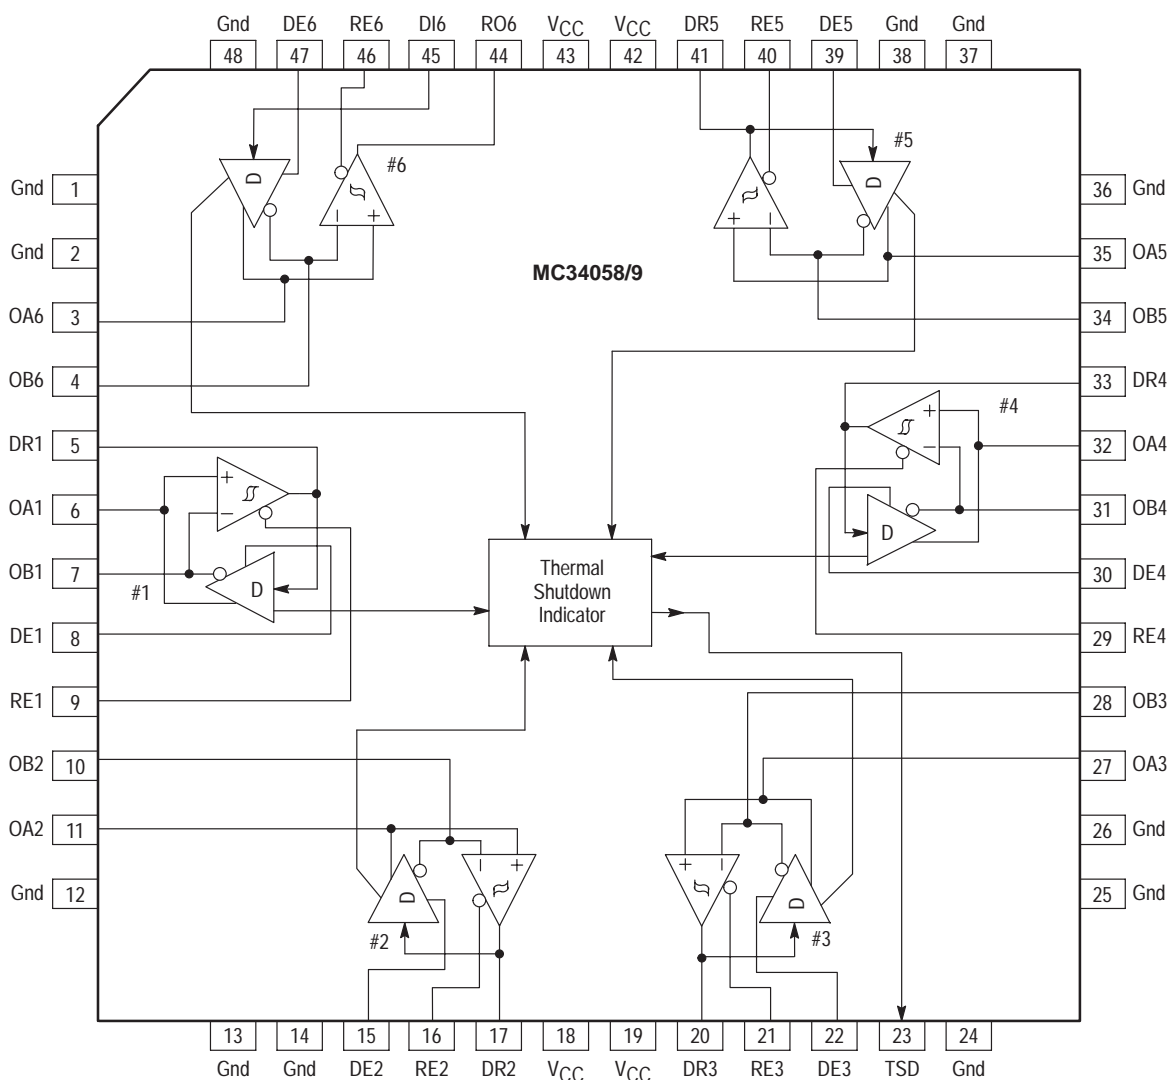 Gnd DE6 RE6 DI6 RO6 VCC VCC DR5 RE5 DE5 Gnd Gnd
48 47 46 45 44 43 42 41 40 39 38 37
#6
#5
D
D
Gnd 1
36 Gnd
− +
+ −
Gnd 2
35 OA5
MC34058/9
OA6 3
34 OB5
OB6 4
33 DR4
+
#4
DR1 5
32 OA4
−
+
OA1 6
31 OB4
−
D
Thermal
Shutdown
Indicator
OB1 7
30 DE4
#1
D
DE1 8
29 RE4
RE1 9
28 OB3
OB2 10
27 OA3
OA2 11
26 Gnd
− +
+ −
Gnd 12
25 Gnd
D
D
#2
#3
13 14 15 16 17 18 19 20 21 22 23 24
Gnd Gnd DE2 RE2 DR2 VCC VCC DR3 RE3 DE3 TSD Gnd